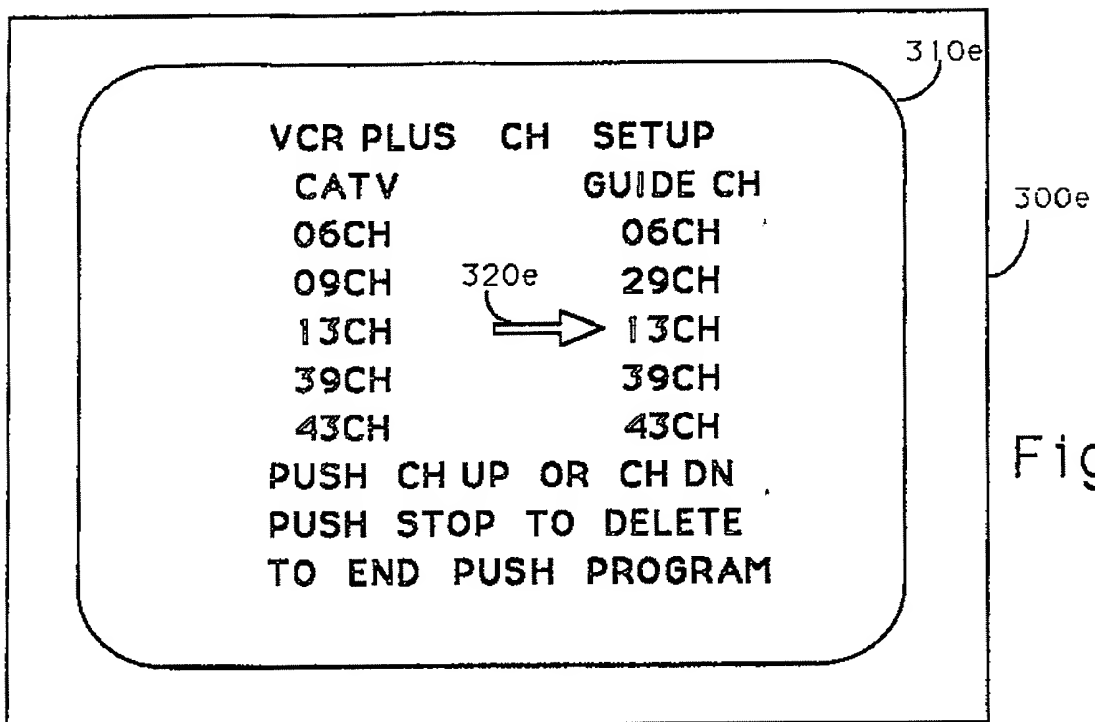 310e
VCR PLUS CH SETUP
CATV GUIDE CH
300e
06CH 06CH
09CH 320e 29CH
13CH 13CH
39CH 39CH
43CH 43CH
Fig
PUSH CH UP OR CH DN
PUSH STOP TO DELETE
TO END PUSH PROGRAM